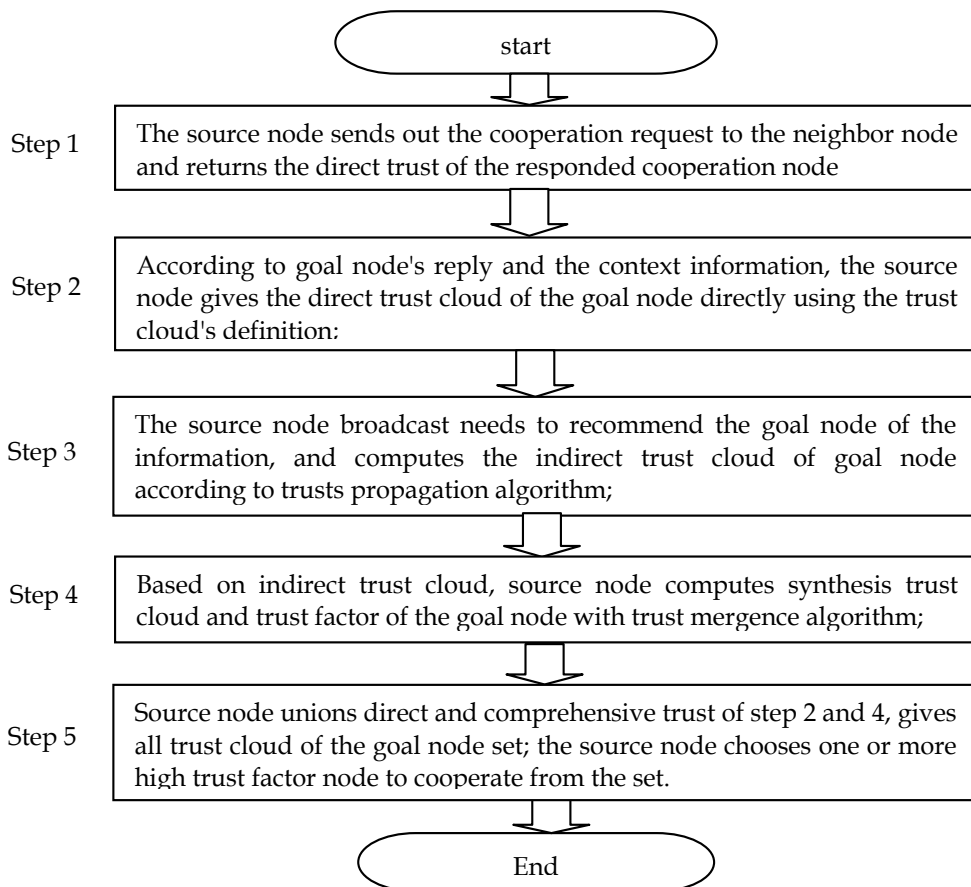 start
Step 1
The source node sends out the cooperation request to the neighbor node
and returns the direct trust of the responded cooperation node
Step 2
According to goal node's reply and the context information, the source
node gives the direct trust cloud of the goal node directly using the trust
cloud's definition;
Step 3
The source node broadcast needs to recommend the goal node of the
information, and computes the indirect trust cloud of goal node
according to trusts propagation algorithm;
Step 4
Based on indirect trust cloud, source node computes synthesis trust
cloud and trust factor of the goal node with trust mergence algorithm;
Step 5
Source node unions direct and comprehensive trust of step 2 and 4, gives
all trust cloud of the goal node set; the source node chooses one or more
high trust factor node to cooperate from the set.
End